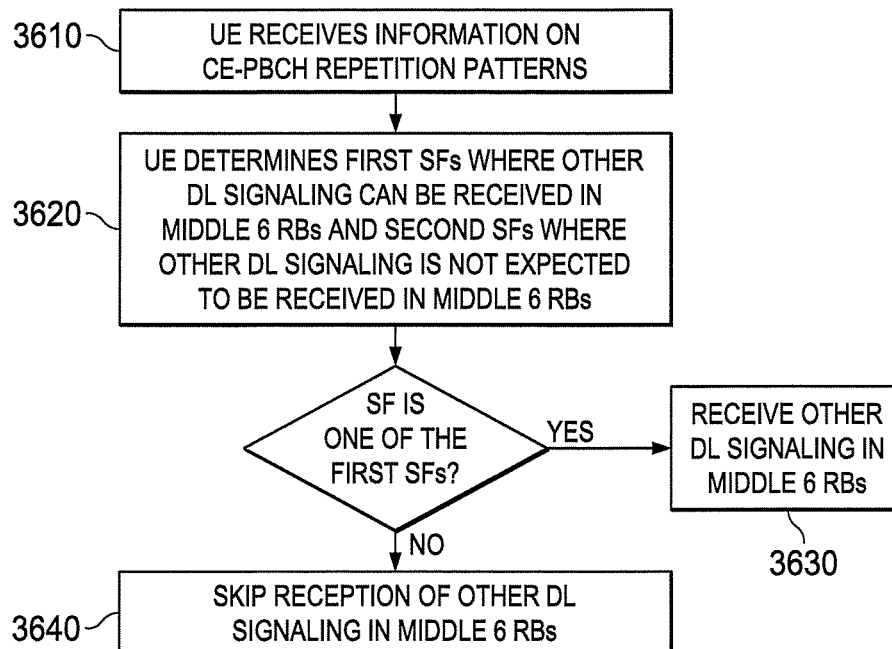 3610
UE RECEIVES INFORMATION ON
CE-PBCH REPETITION PATTERNS
3620
UE DETERMINES FIRST SFs WHERE OTHER
DL SIGNALING CAN BE RECEIVED IN
MIDDLE 6 RBs AND SECOND SFs WHERE
OTHER DL SIGNALING IS NOT EXPECTED
TO BE RECEIVED IN MIDDLE 6 RBs
SF IS
ONE OF THE
FIRST SFs?
YES
RECEIVE OTHER
DL SIGNALING IN
MIDDLE 6 RBs
3630
NO
3640
SKIP RECEPTION OF OTHER DL
SIGNALING IN MIDDLE 6 RBs